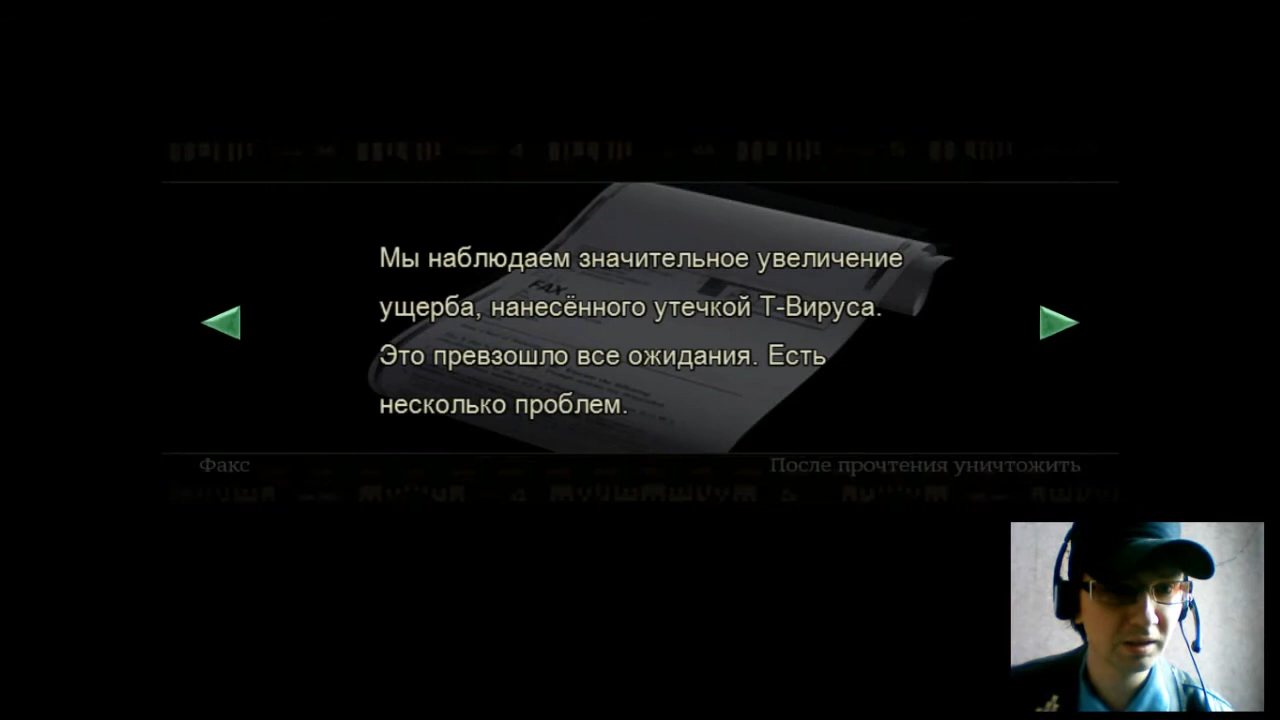 Мы наблюдаем значительное увеличение
ущерба, нанесённого утечкой Т-Вируса.
FAX
Это превзошло все ожидания. Есть
несколько проблем.
Факс
После прочтения уничтожить